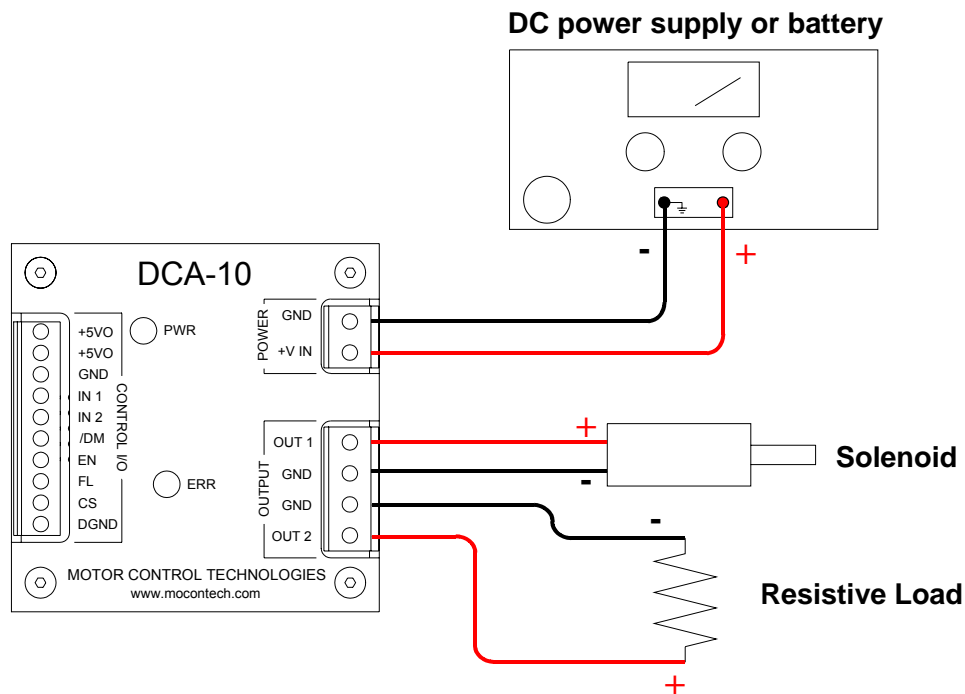 DC power supply or battery
-
+
DCA-10
PWR
ERR
+5VO
+5VO
GND
IN 1
IN 2
/DM
EN
FL
CS
DGND
CONTROL I/O
POWER
GND
+V IN
OUTPUT
OUT 1
GND
GND
OUT 2
+
-
Solenoid
-
Resistive Load
+
MOTOR CONTROL TECHNOLOGIES
www.mocontech.com